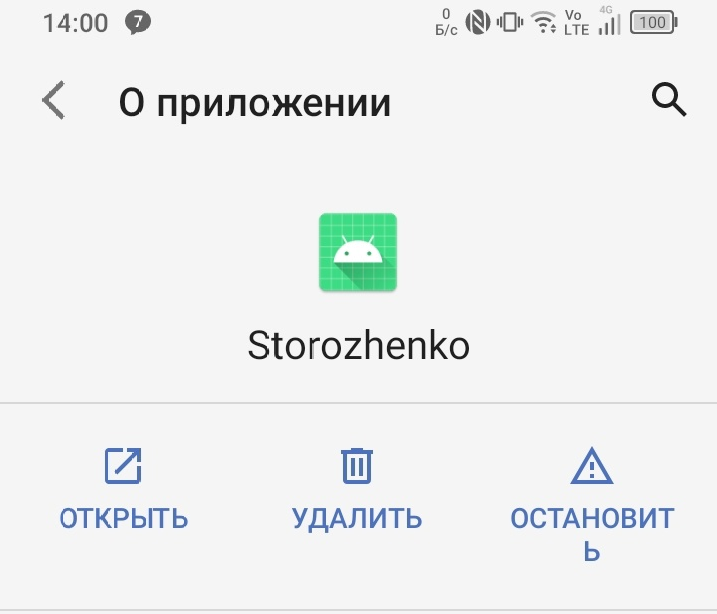 14:00 7 0 Б/с Vo LTE 4G 100
О приложении
Storozhenko
ОТКРЫТЬ УДАЛИТЬ ОСТАНОВИТ
Ь